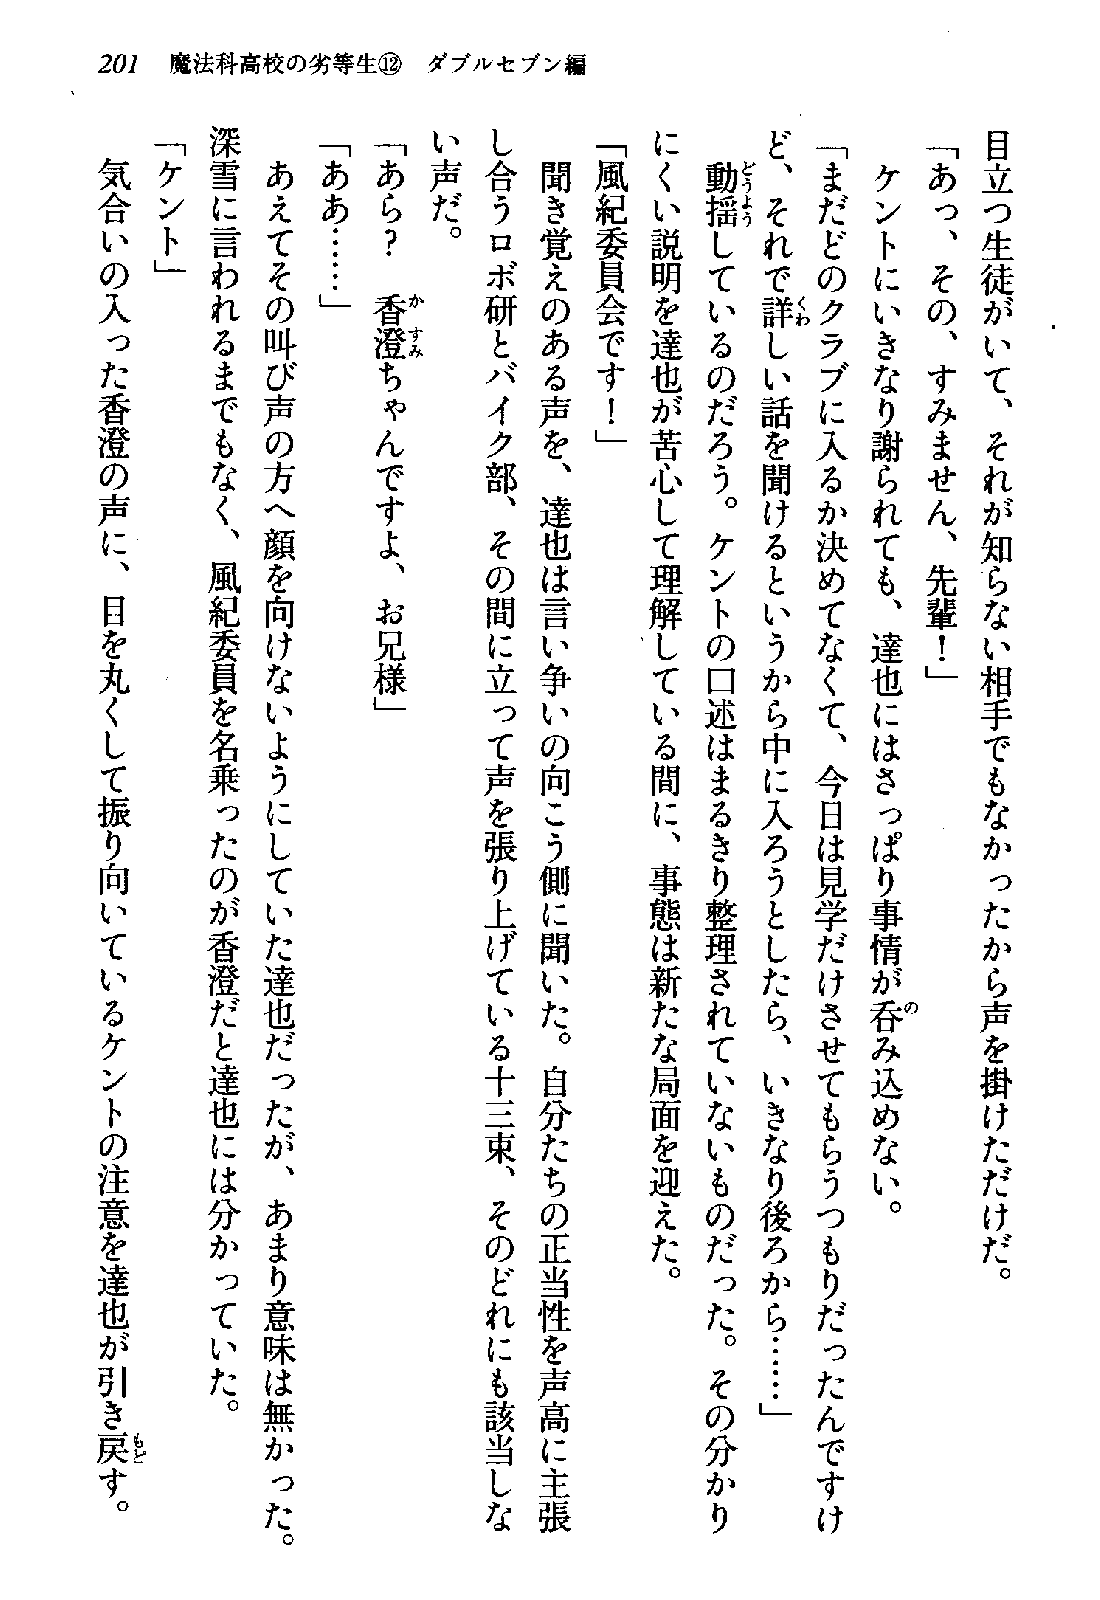 201　魔法科高校の劣等生⑫　ダブルセブン編
目立つ生徒がいて、それが知らない相手でもなかったから声を掛けただけだ。
「あっ、その、すみません、先輩！」
　ケントにいきなり謝られても、達也にはさっぱり事情が呑み込めない。
「まだどのクラブに入るか決めてなくて、今日は見学だけさせてもらうつもりだったんですけ
ど、それで詳しい話を聞けるというから中に入ろうとしたら、いきなり後ろから……」
　動揺しているのだろう。ケントの口述はまるきり整理されていないものだった。その分かり
にくい説明を達也が苦心して理解している間に、事態は新たな局面を迎えた。
「風紀委員会です！」
　聞き覚えのある声を、達也は言い争いの向こう側に聞いた。自分たちの正当性を声高に主張
し合うロボ研とバイク部、その間に立って声を張り上げている十三束、そのどれにも該当しな
い声だ。
「あら？　香澄ちゃんですよ、お兄様」
「ああ……」
　あえてその叫び声の方へ顔を向けないようにしていた達也だったが、あまり意味は無かった。
深雪に言われるまでもなく、風紀委員を名乗ったのが香澄だと達也には分かっていた。
「ケント」
　気合いの入った香澄の声に、目を丸くして振り向いているケントの注意を達也が引き戻す。